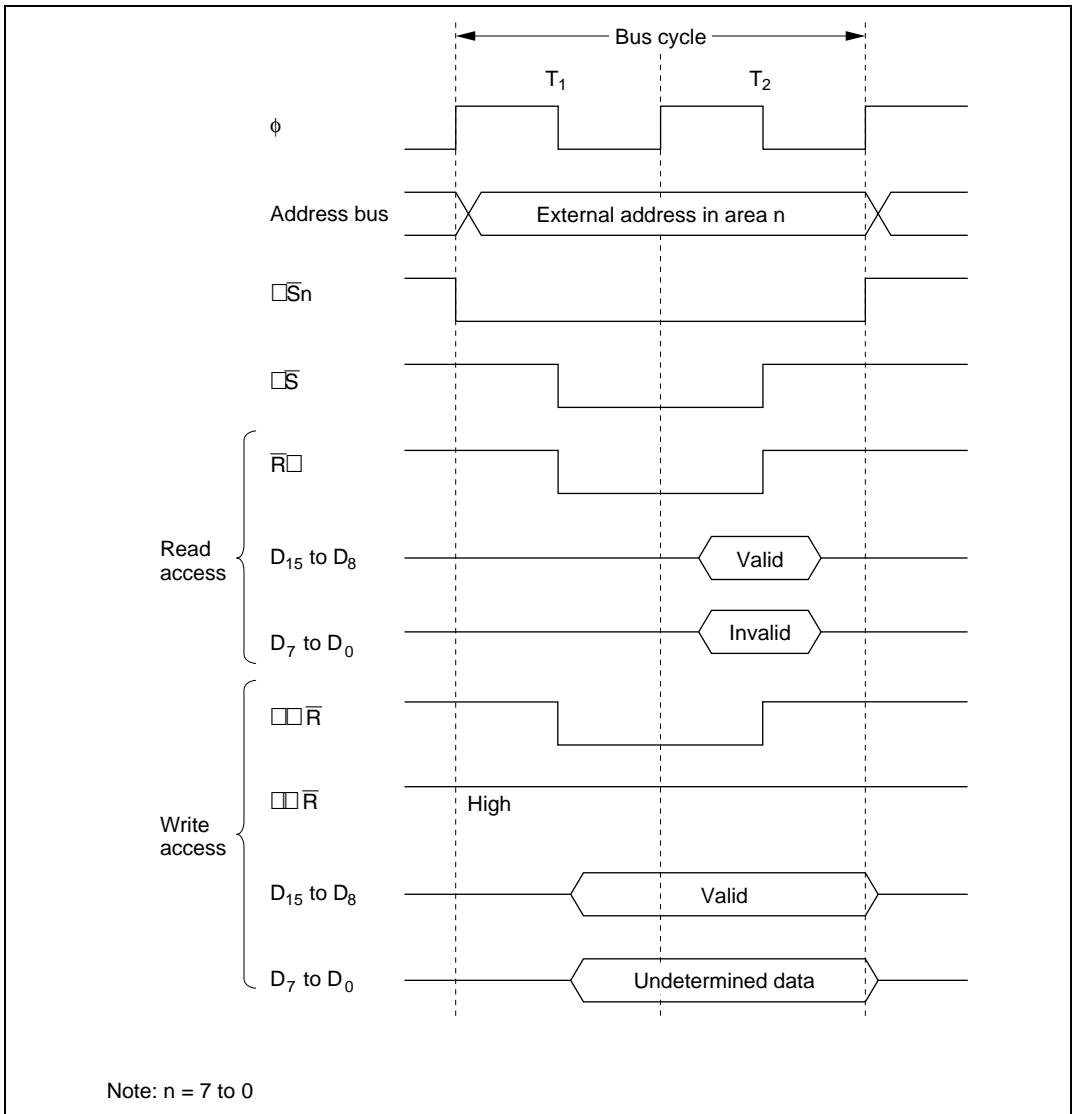 Bus cycle
T₁ T₂
ϕ
Address bus External address in area n
□S̅n
□S̅
R̅□
Read access
D₁₅ to D₈ Valid
D₇ to D₀ Invalid
□□R̅
□□R̅ High
Write access
D₁₅ to D₈ Valid
D₇ to D₀ Undetermined data
Note: n = 7 to 0